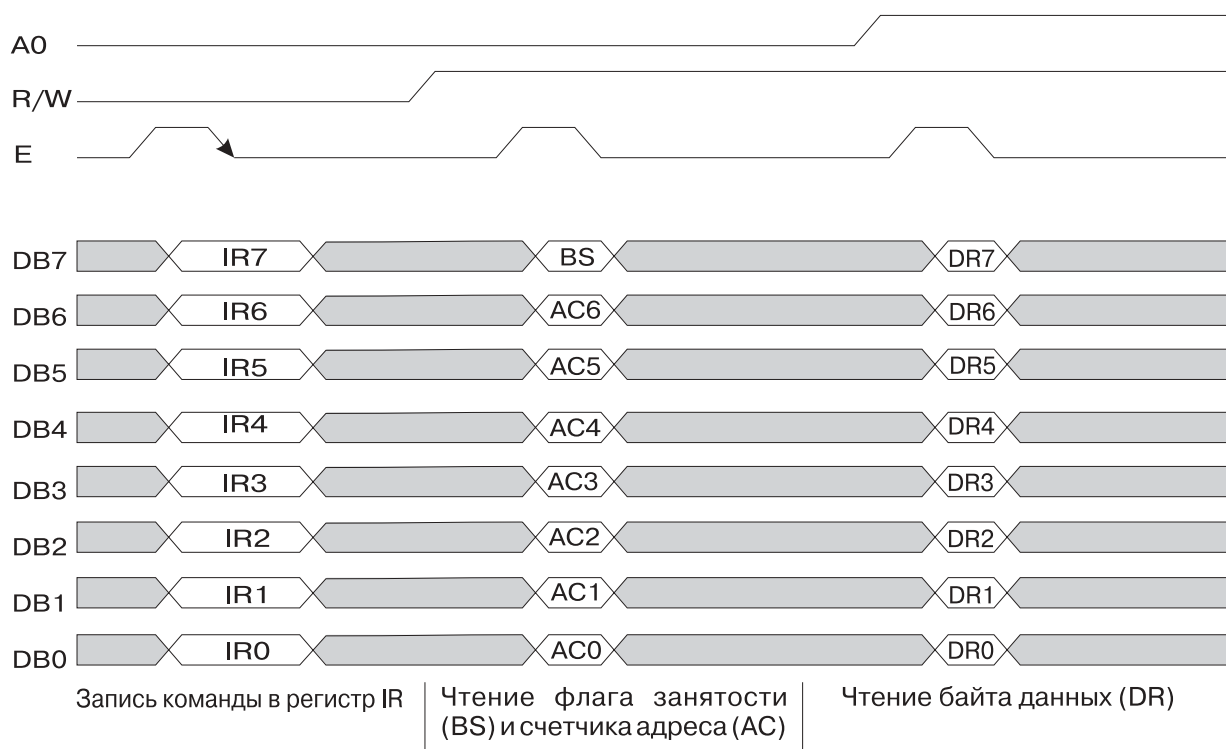 A0
R/W
E
DB7 IR7 BS DR7
DB6 IR6 AC6 DR6
DB5 IR5 AC5 DR5
DB4 IR4 AC4 DR4
DB3 IR3 AC3 DR3
DB2 IR2 AC2 DR2
DB1 IR1 AC1 DR1
DB0 IR0 AC0 DR0
Запись команды в регистр IR
Чтение флага занятости
(BS) и счетчика адреса (AC)
Чтение байта данных (DR)